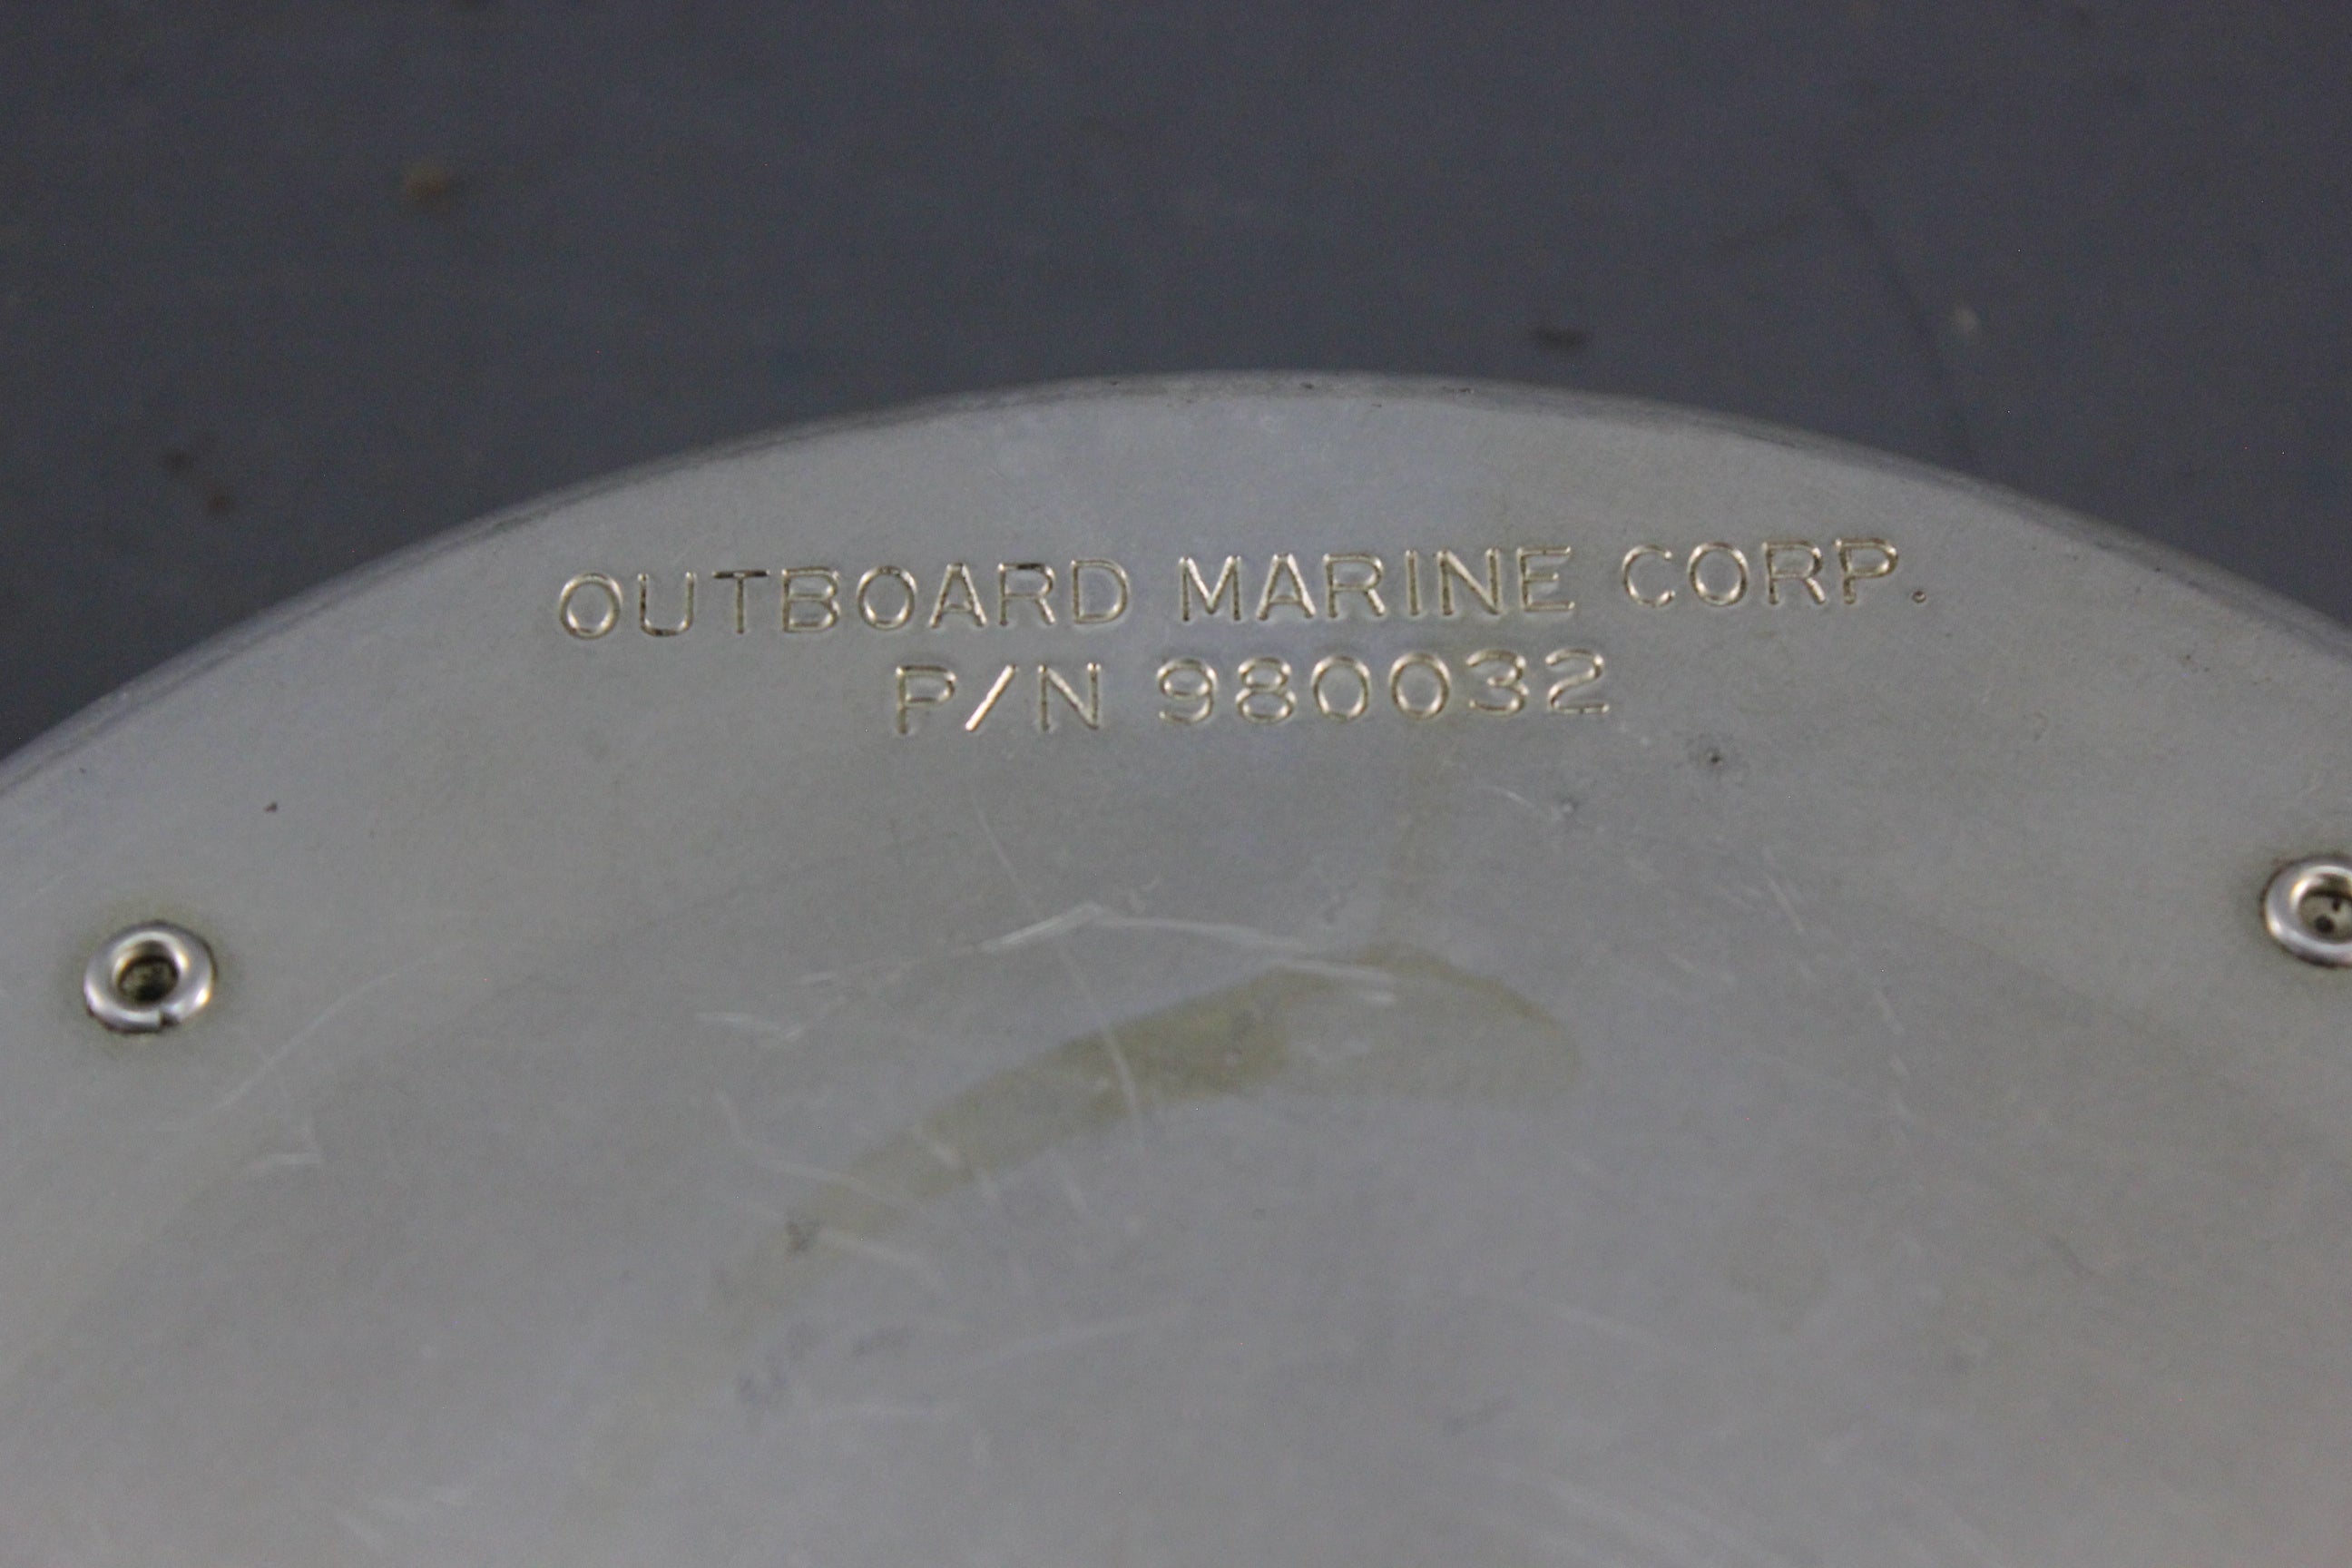 OUTBOARD MARINE CORP.
P/N 980032